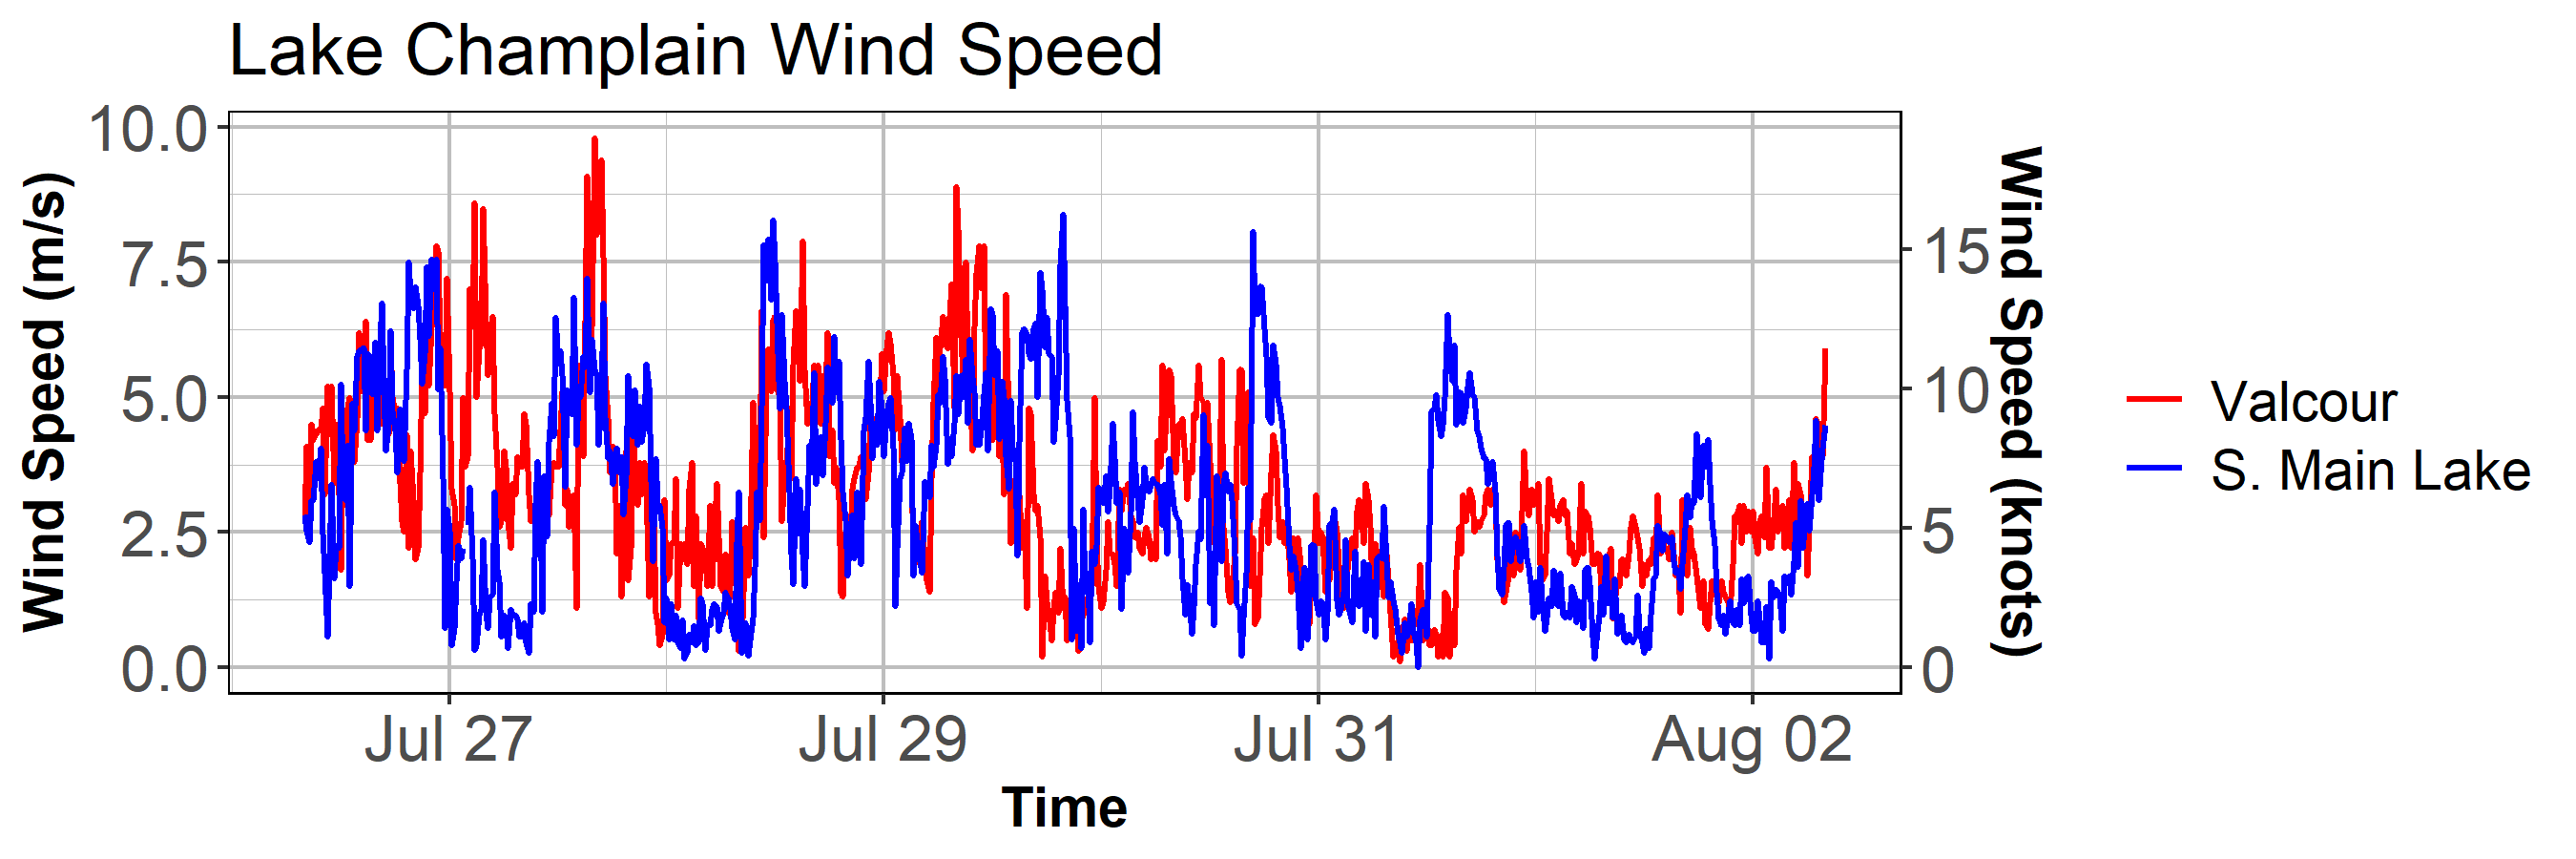 Lake Champlain Wind Speed
Wind Speed (m/s)
10.0
7.5
5.0
2.5
0.0
15
10
5
0
Wind Speed (knots)
Jul 27
Jul 29
Jul 31
Aug 02
Time
Valcour
S. Main Lake